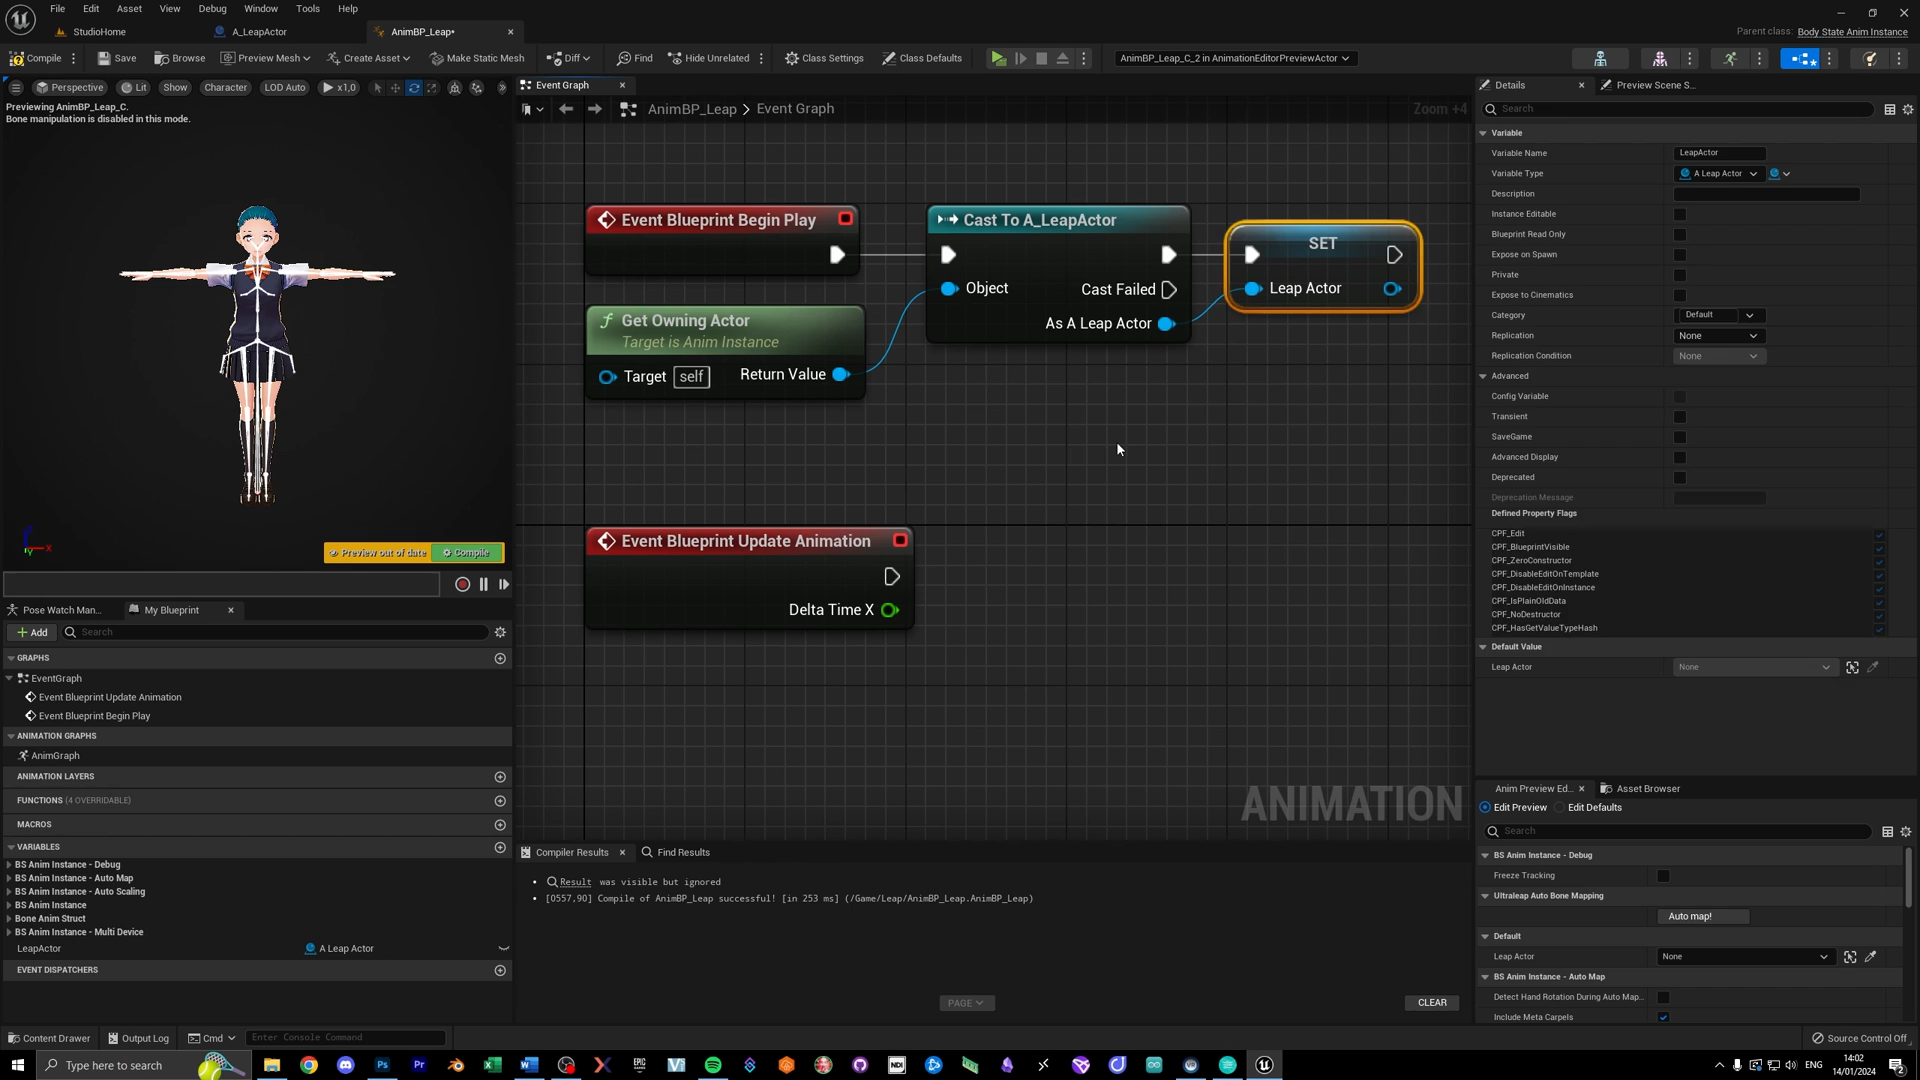 File Edit Asset View Debug Window Tools Help
StudioHome
A_LeapActor
AnimBP_Leap•
Parent class: Body State Anim Instance
Compile Save Browse Preview Mesh Create Asset Make Static Mesh Diff Find Hide Unrelated Class Settings Class Defaults AnimBP_Leap_C_2 in AnimationEditorPreviewActor
Perspective Lit Show Character LOD Auto x1,0
Previewing AnimBP_Leap_C.
Bone manipulation is disabled in this mode.
Preview out of date Compile
Pose Watch Man...
My Blueprint
Add Search
GRAPHS
EventGraph
Event Blueprint Update Animation
Event Blueprint Begin Play
ANIMATION GRAPHS
AnimGraph
ANIMATION LAYERS
FUNCTIONS (4 OVERRIDABLE)
MACROS
VARIABLES
BS Anim Instance - Debug
BS Anim Instance - Auto Map
BS Anim Instance - Auto Scaling
BS Anim Instance
Bone Anim Struct
BS Anim Instance - Multi Device
LeapActor A Leap Actor
EVENT DISPATCHERS
Event Graph
AnimBP_Leap > Event Graph
Zoom +4
Event Blueprint Begin Play
Get Owning Actor
Target is Anim Instance
Target self Return Value
Cast To A_LeapActor
Object Cast Failed
As A Leap Actor
SET
Leap Actor
Event Blueprint Update Animation
Delta Time X
ANIMATION
Compiler Results
Find Results
Result was visible but ignored
[0557,90] Compile of AnimBP_Leap successful! [in 253 ms] (/Game/Leap/AnimBP_Leap.AnimBP_Leap)
PAGE
CLEAR
Details
Preview Scene S...
Search
Variable
Variable Name LeapActor
Variable Type A Leap Actor
Description
Instance Editable
Blueprint Read Only
Expose on Spawn
Private
Expose to Cinematics
Category Default
Replication None
Replication Condition None
Advanced
Config Variable
Transient
SaveGame
Advanced Display
Deprecated
Deprecation Message
Defined Property Flags
CPF_Edit
CPF_BlueprintVisible
CPF_ZeroConstructor
CPF_DisableEditOnTemplate
CPF_DisableEditOnInstance
CPF_IsPlainOldData
CPF_NoDestructor
CPF_HasGetValueTypeHash
Default Value
Leap Actor None
Anim Preview Ed...
Asset Browser
Edit Preview Edit Defaults
Search
BS Anim Instance - Debug
Freeze Tracking
Ultraleap Auto Bone Mapping
Auto map!
Default
Leap Actor None
BS Anim Instance - Auto Map
Detect Hand Rotation During Auto Map...
Include Meta Carpels
Content Drawer Output Log Cmd Enter Console Command Source Control Off
Type here to search
ENG
14:02
14/01/2024